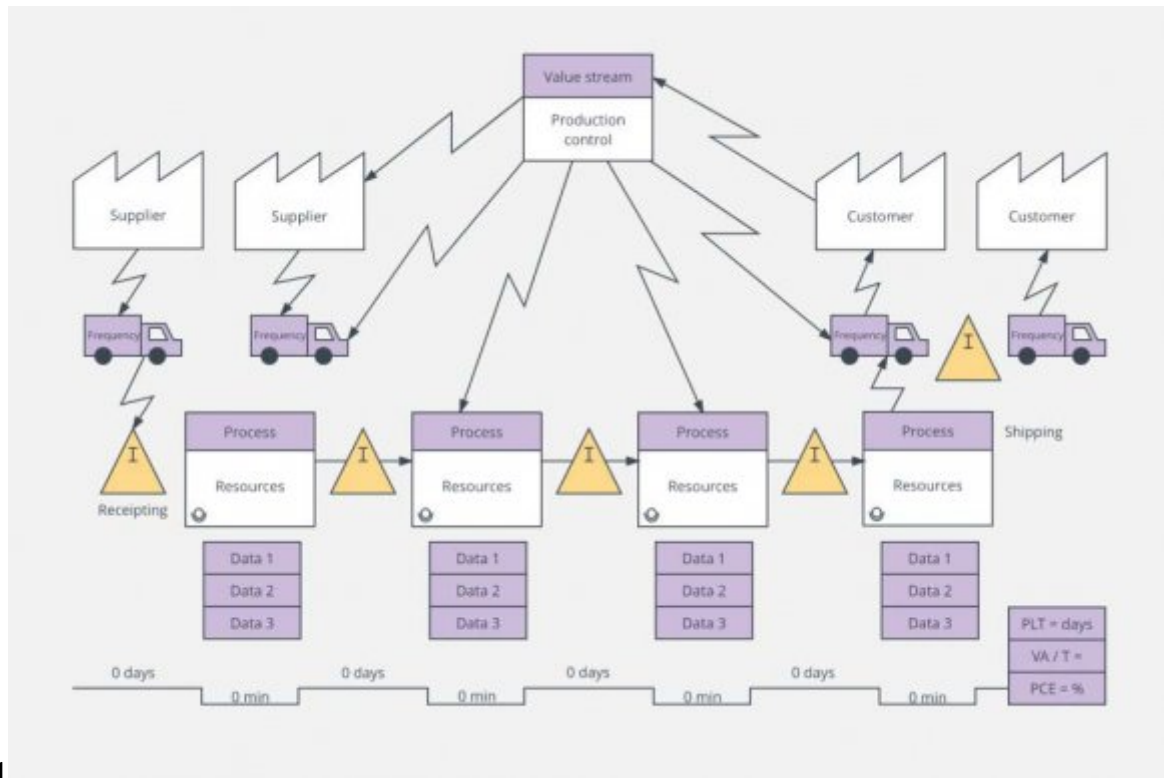 Value stream
Production
control
Supplier
Supplier
Customer
Customer
Frequency
Frequency
Frequency
Frequency
I
Process
Process
Process
Process
Shipping
I
I
I
I
Resources
Resources
Resources
Resources
Receipting
Data 1
Data 1
Data 1
Data 1
Data 2
Data 2
Data 2
Data 2
Data 3
Data 3
Data 3
Data 3
PLT = days
VA / T =
PCE = %
0 days
0 days
0 days
0 days
0 min
0 min
0 min
0 min